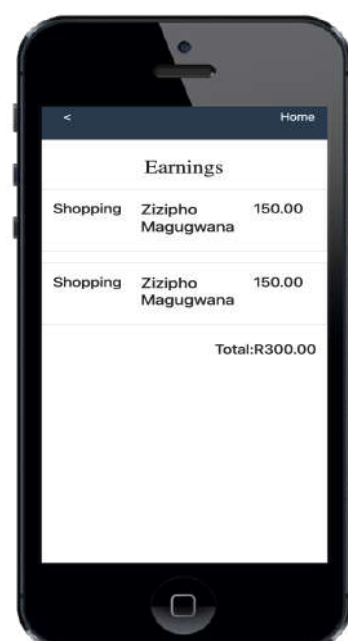 < Home
Earnings
Shopping Zizipho 150.00
Magugwana
Shopping Zizipho 150.00
Magugwana
Total:R300.00